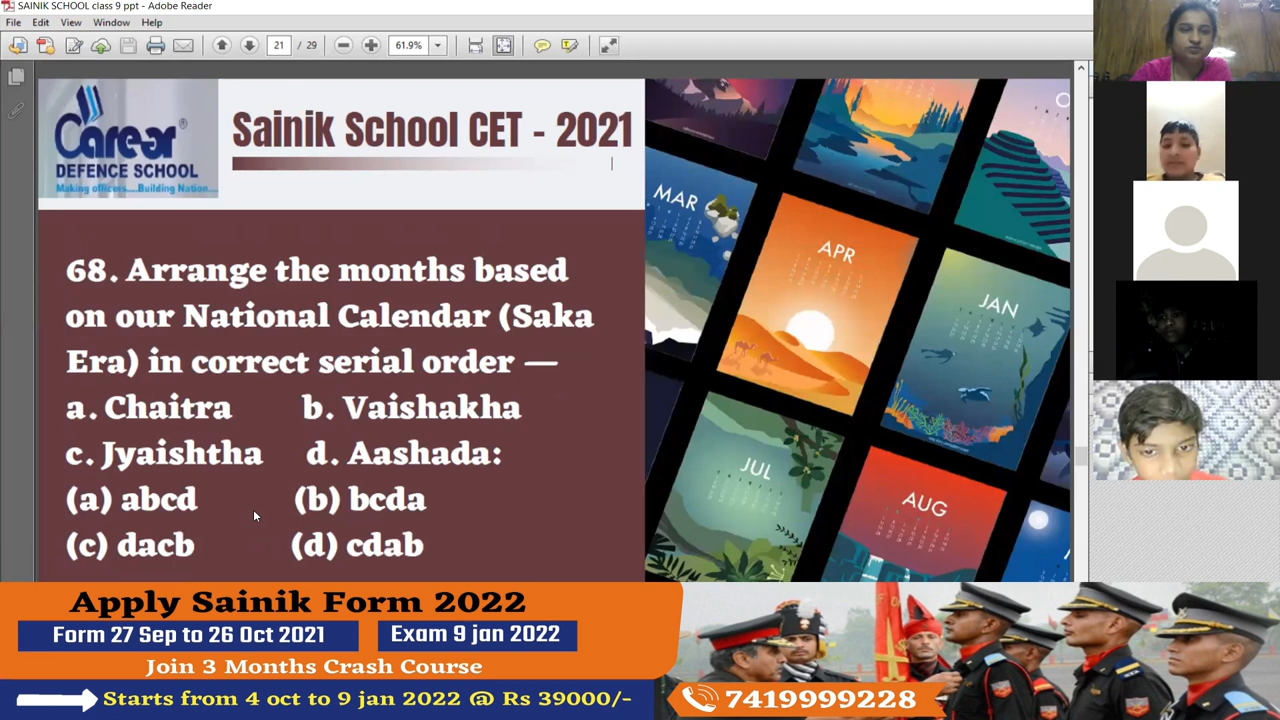 SAINIK SCHOOL class 9 ppt - Adobe Reader
File Edit View Window Help
21 / 29 61.9%
Career®
DEFENCE SCHOOL
Making officers....Building Nation....
Sainik School CET - 2021
68. Arrange the months based
on our National Calendar (Saka
Era) in correct serial order —
a. Chaitra b. Vaishakha
c. Jyaishtha d. Aashada:
(a) abcd (b) bcda
(c) dacb (d) cdab
MAR
APR
JAN
JUL
AUG
Apply Sainik Form 2022
Form 27 Sep to 26 Oct 2021
Exam 9 jan 2022
Join 3 Months Crash Course
Starts from 4 oct to 9 jan 2022 @ Rs 39000/-
7419999228